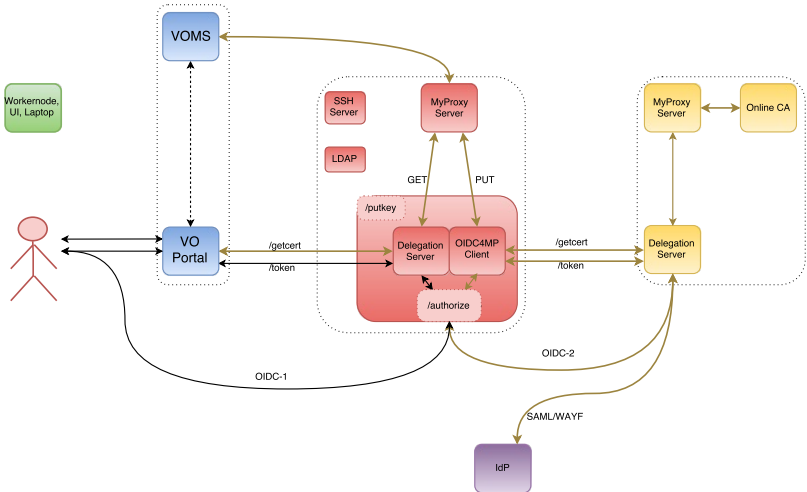 VOMS
Workernode,
UI, Laptop
SSH
Server
MyProxy
Server
MyProxy
Server
Online CA
LDAP
GET
PUT
/putkey
VO
Portal
/getcert
/token
Delegation
Server
OIDC4MP
Client
/getcert
/token
Delegation
Server
/authorize
OIDC-1
OIDC-2
SAML/WAYF
IdP